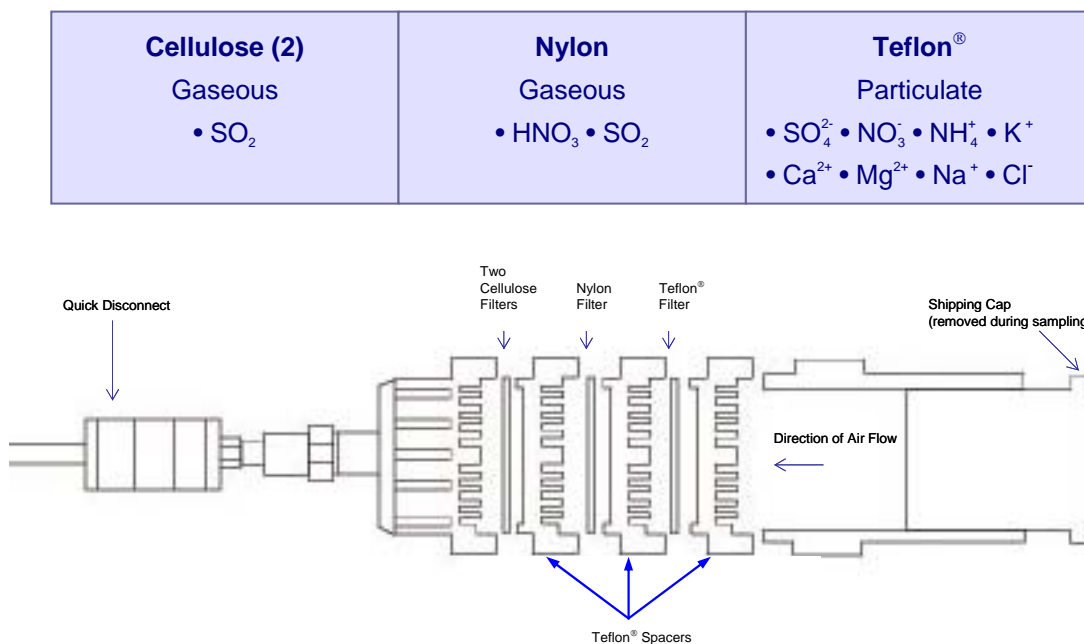 Cellulose (2)
Gaseous
• SO₂
Nylon
Gaseous
• HNO₃ • SO₂
Teflon®
Particulate
• SO₄²⁻ • NO₃⁻ • NH₄⁺ • K⁺
• Ca²⁺ • Mg²⁺ • Na⁺ • Cl⁻
Quick Disconnect
Two
Cellulose
Filters
Nylon
Filter
Teflon®
Filter
Shipping Cap
(removed during sampling
Direction of Air Flow
Teflon® Spacers